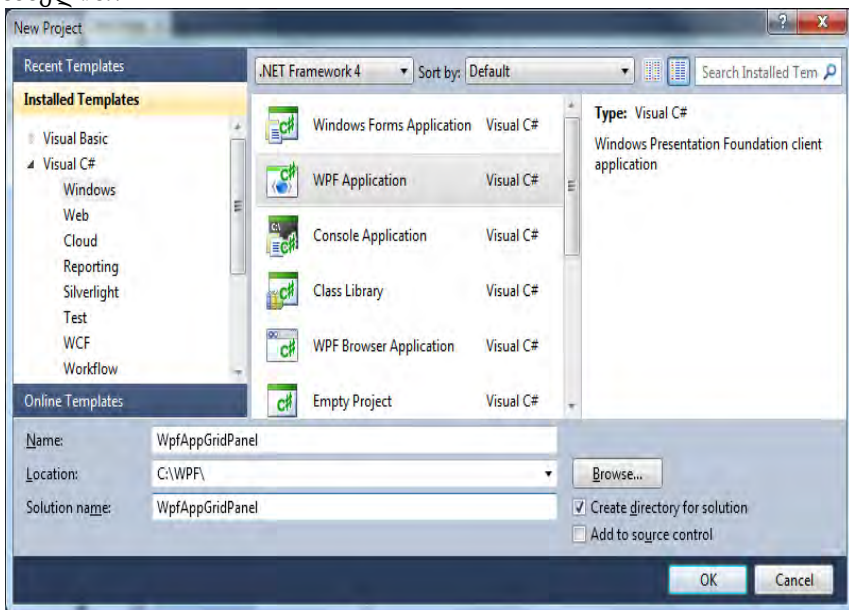 New Project
Recent Templates
.NET Framework 4
Sort by: Default
Search Installed Tem
Installed Templates
Visual Basic
Visual C#
Windows
Web
Cloud
Reporting
Silverlight
Test
WCF
Workflow
Online Templates
Windows Forms Application Visual C#
WPF Application Visual C#
Console Application Visual C#
Class Library Visual C#
WPF Browser Application Visual C#
Empty Project Visual C#
Type: Visual C#
Windows Presentation Foundation client
application
Name: WpfAppGridPanel
Location: C:\WPF\
Browse...
Solution name: WpfAppGridPanel
Create directory for solution
Add to source control
OK Cancel